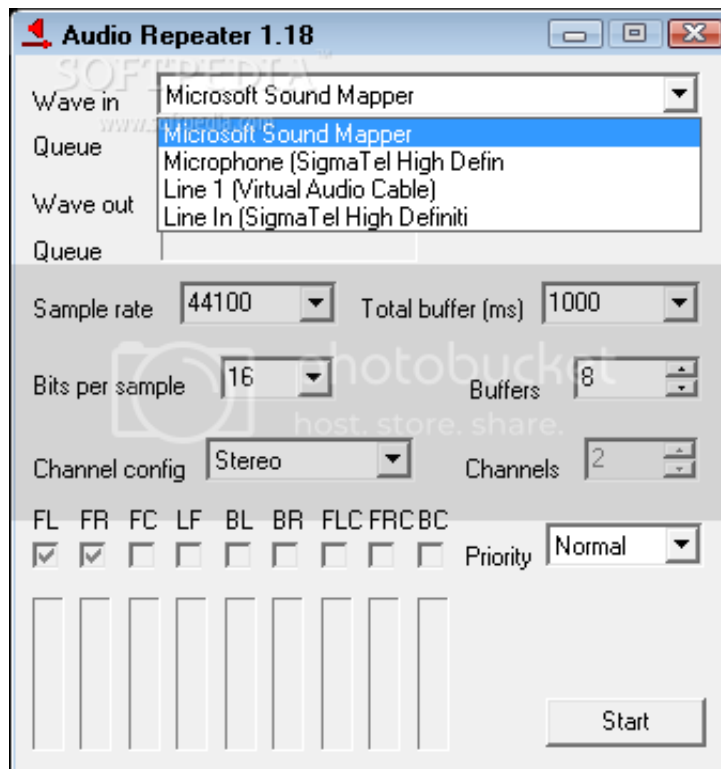 Audio Repeater 1.18
SOFTPEDIA™
Wave in Microsoft Sound Mapper
www.softpedia.com
Microsoft Sound Mapper
Queue
Microphone (SigmaTel High Defin
Line 1 (Virtual Audio Cable)
Wave out
Line In (SigmaTel High Definiti
Queue
Sample rate 44100 Total buffer (ms) 1000
photobucket
Bits per sample 16 Buffers 8
host. store. share.
Channel config Stereo Channels 2
FL FR FC LF BL BR FLC FRC BC
Priority Normal
Start